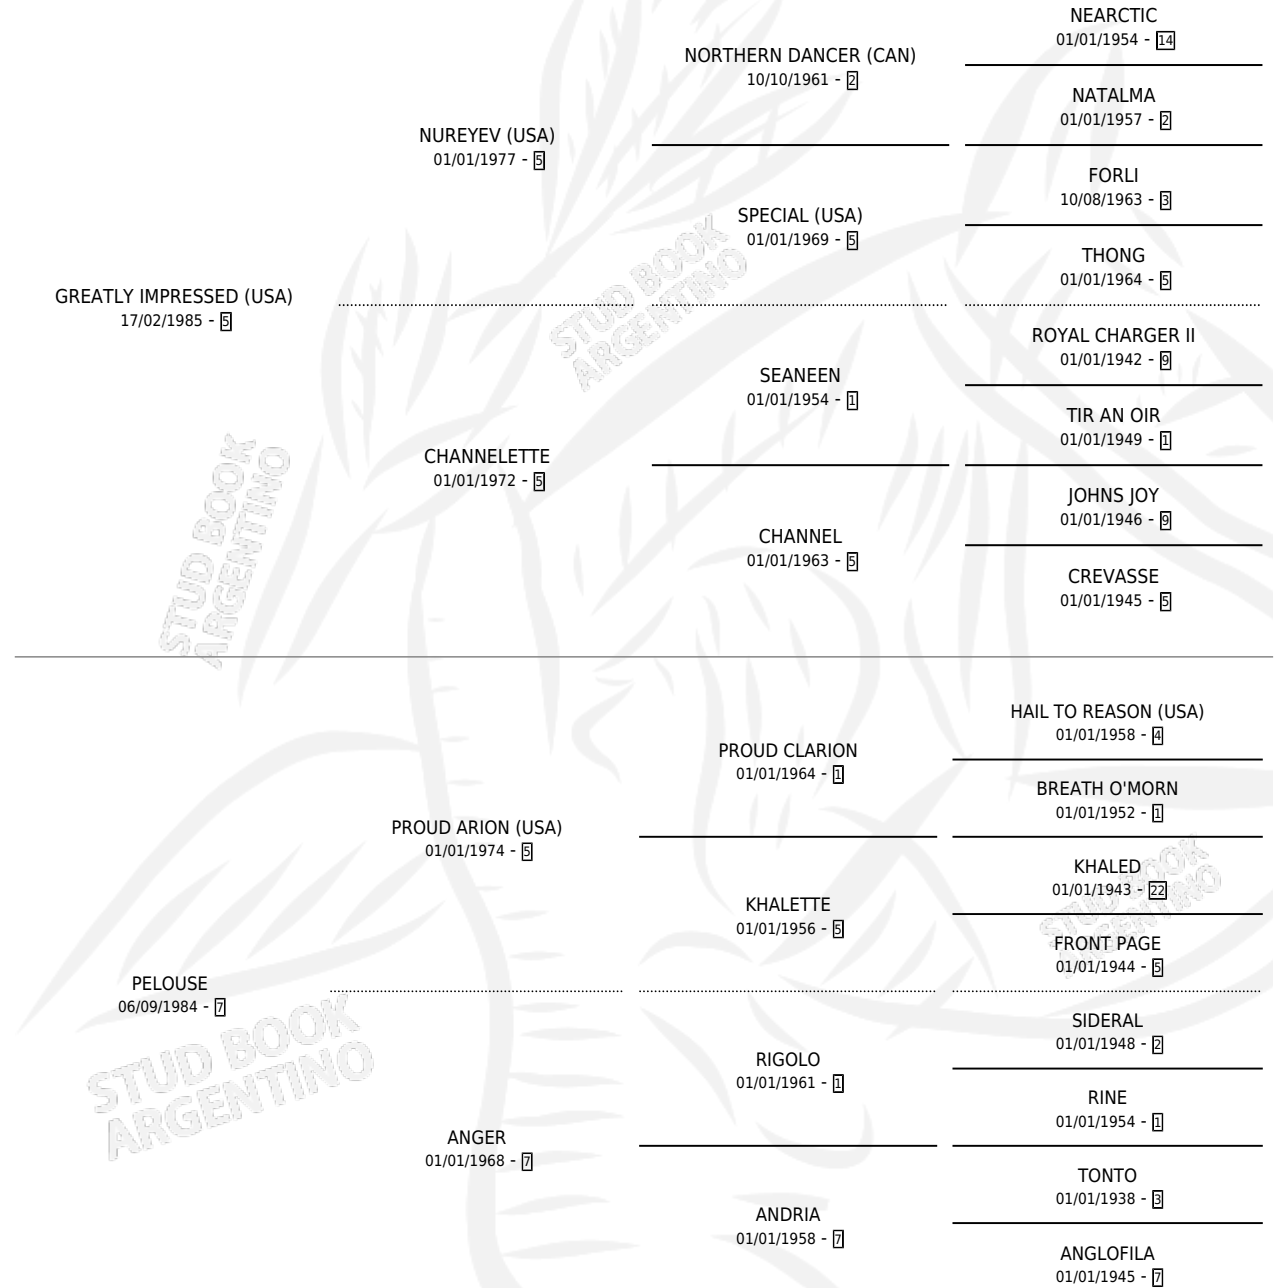 NEARCTIC
01/01/1954 - 14
NORTHERN DANCER (CAN)
10/10/1961 - 2
NATALMA
01/01/1957 - 2
NUREYEV (USA)
01/01/1977 - 5
FORLI
10/08/1963 - 3
SPECIAL (USA)
01/01/1969 - 5
THONG
01/01/1964 - 5
GREATLY IMPRESSED (USA)
17/02/1985 - 5
STUD BOOK
ARGENTINO
ROYAL CHARGER II
01/01/1942 - 9
SEANEEN
01/01/1954 - 1
TIR AN OIR
01/01/1949 - 1
CHANNELETTE
01/01/1972 - 5
JOHNS JOY
01/01/1946 - 9
CHANNEL
01/01/1963 - 5
CREVASSE
01/01/1945 - 5
STUD BOOK
ARGENTINO
HAIL TO REASON (USA)
01/01/1958 - 4
PROUD CLARION
01/01/1964 - 1
BREATH O'MORN
01/01/1952 - 1
PROUD ARION (USA)
01/01/1974 - 5
KHALED
01/01/1943 - 22
KHALETTE
01/01/1956 - 5
STUD BOOK
ARGENTINO
FRONT PAGE
01/01/1944 - 5
PELOUSE
06/09/1984 - 7
STUD BOOK
ARGENTINO
SIDERAL
01/01/1948 - 2
RIGOLO
01/01/1961 - 1
RINE
01/01/1954 - 1
ANGER
01/01/1968 - 7
TONTO
01/01/1938 - 3
ANDRIA
01/01/1958 - 7
ANGLOFILA
01/01/1945 - 7